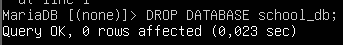 MariaDB [(none)]> DROP DATABASE school_db;
Query OK, 0 rows affected (0,023 sec)